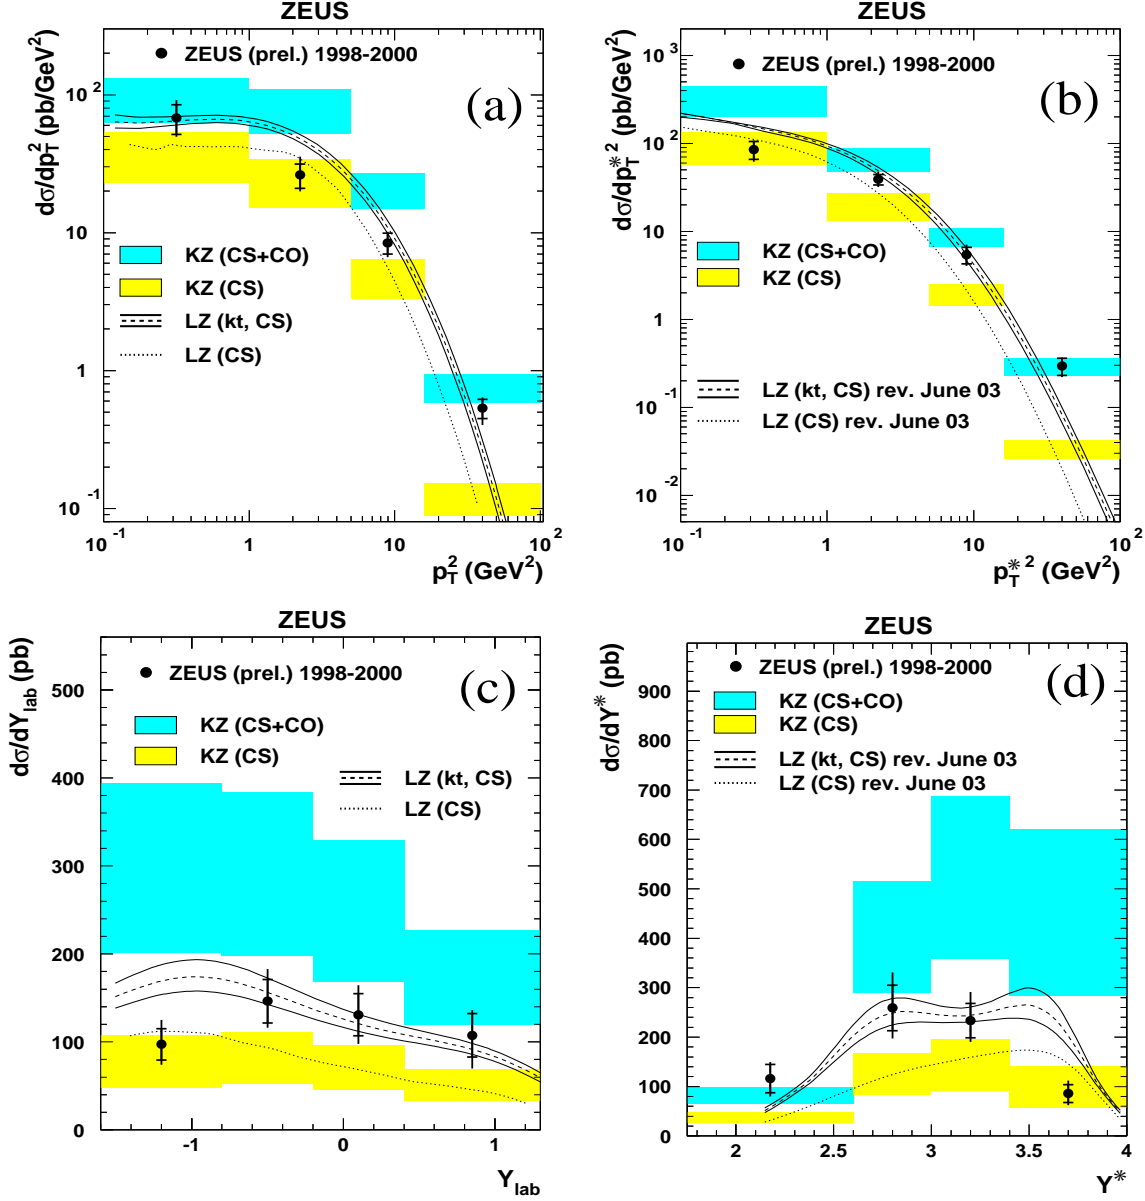 ZEUS
dσ/dp_T^2 (pb/GeV^2)
ZEUS (prel.) 1998-2000
(a)
KZ (CS+CO)
KZ (CS)
LZ (kt, CS)
LZ (CS)
10^2
10
1
10^-1
10^-1 1 10 10^2
p_T^2 (GeV^2)
ZEUS
dσ/dp_T^*2 (pb/GeV^2)
ZEUS (prel.) 1998-2000
(b)
KZ (CS+CO)
KZ (CS)
LZ (kt, CS) rev. June 03
LZ (CS) rev. June 03
10^3
10^2
10
1
10^-1
10^-2
10^-1 1 10 10^2
p_T^*2 (GeV^2)
ZEUS
dσ/dY_lab (pb)
ZEUS (prel.) 1998-2000
(c)
KZ (CS+CO)
KZ (CS)
LZ (kt, CS)
LZ (CS)
500
400
300
200
100
0
-1 0 1
Y_lab
ZEUS
dσ/dY^* (pb)
ZEUS (prel.) 1998-2000
(d)
KZ (CS+CO)
KZ (CS)
LZ (kt, CS) rev. June 03
LZ (CS) rev. June 03
900
800
700
600
500
400
300
200
100
0
2 2.5 3 3.5 4
Y^*